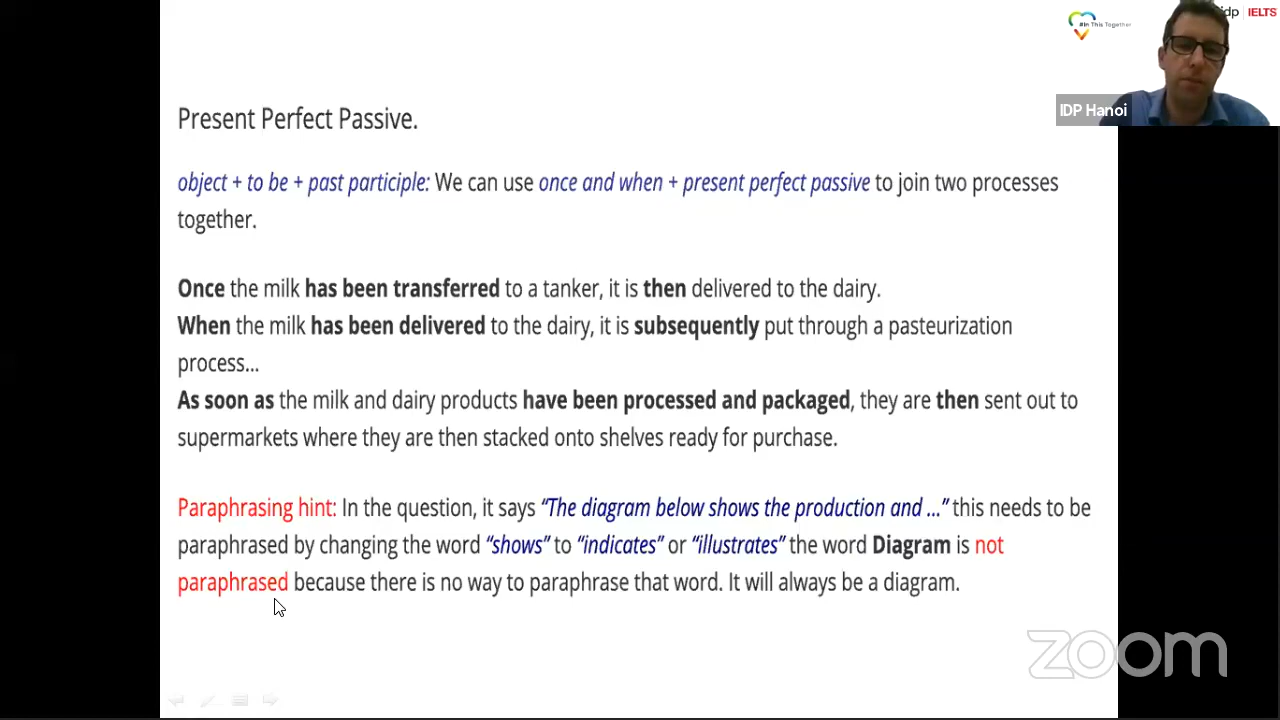 #In This Together
idp | IELTS
IDP Hanoi
Present Perfect Passive.
object + to be + past participle: We can use once and when + present perfect passive to join two processes
together.
Once the milk has been transferred to a tanker, it is then delivered to the dairy.
When the milk has been delivered to the dairy, it is subsequently put through a pasteurization
process...
As soon as the milk and dairy products have been processed and packaged, they are then sent out to
supermarkets where they are then stacked onto shelves ready for purchase.
Paraphrasing hint: In the question, it says “The diagram below shows the production and ...” this needs to be
paraphrased by changing the word “shows” to “indicates” or “illustrates” the word Diagram is not
paraphrased because there is no way to paraphrase that word. It will always be a diagram.
zoom